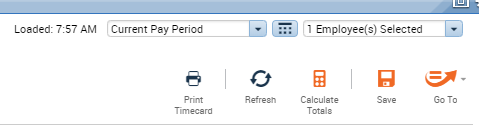 Loaded: 7:57 AM Current Pay Period 1 Employee(s) Selected
Print Timecard
Refresh
Calculate Totals
Save
Go To